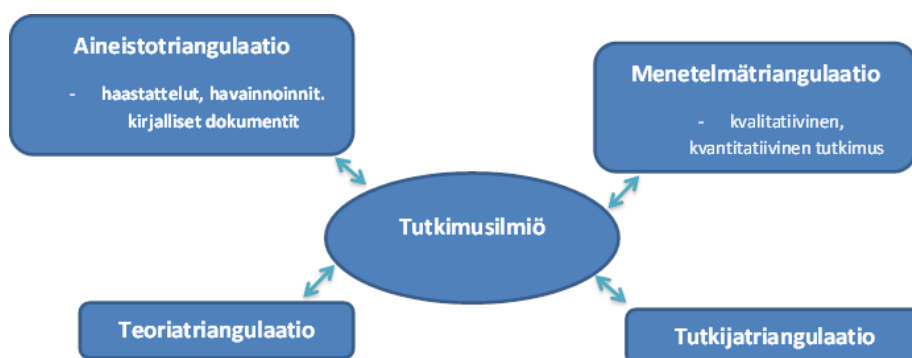 Aineistotriangulaatio
- haastattelut, havainnoinnit.
kirjalliset dokumentit
Menetelmätriangulaatio
- kvalitatiivinen,
kvantitatiivinen tutkimus
Tutkimusilmiö
Teoriatriangulaatio
Tutkijatriangulaatio